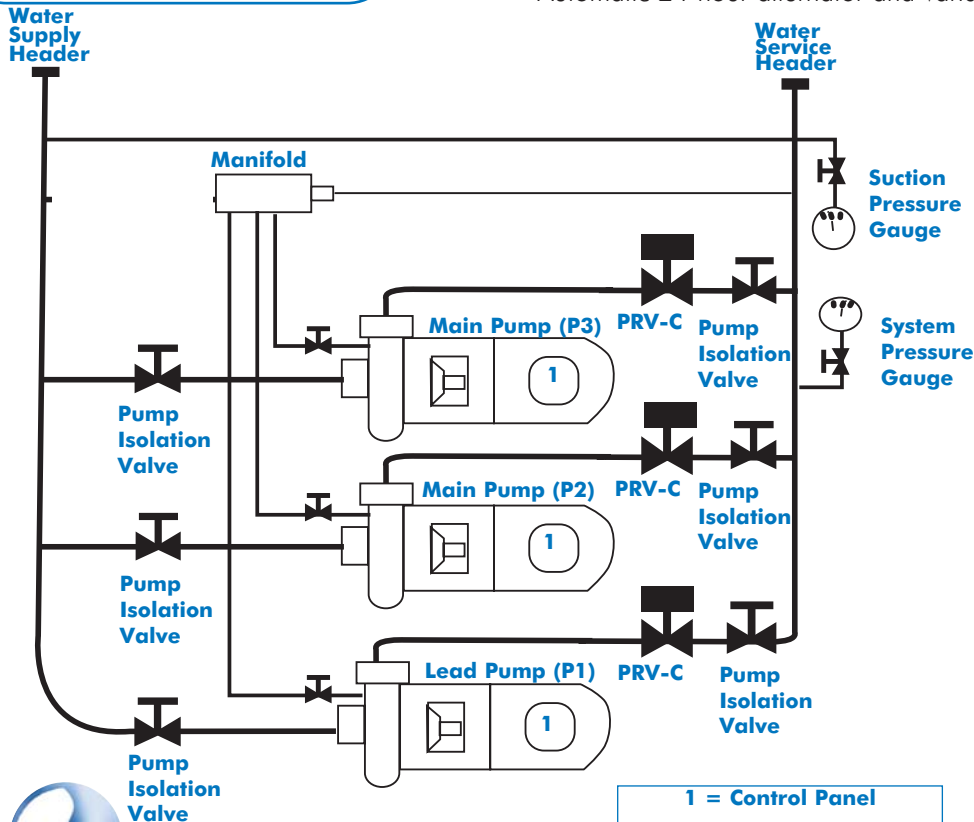 Water
Supply
Header
Water
Service
Header
Manifold
Suction
Pressure
Gauge
Main Pump (P3)
PRV-C
Pump
Isolation
Valve
System
Pressure
Gauge
1
Pump
Isolation
Valve
Main Pump (P2)
PRV-C
Pump
Isolation
Valve
1
Pump
Isolation
Valve
Lead Pump (P1)
PRV-C
Pump
Isolation
Valve
1
Pump
Isolation
Valve
1 = Control Panel